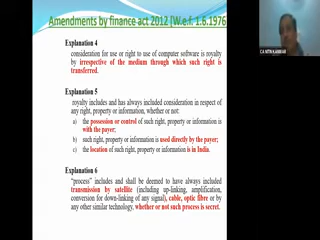 Amendments by finance act 2012 [W.e.f. 1.6.1976
Explanation 4
consideration for use or right to use of computer software is royalty
by irrespective of the medium through which such right is
transferred.
Explanation 5
royalty includes and has always included consideration in respect of
any right, property or information, whether or not:
a) the possession or control of such right, property or information is
with the payer;
b) such right, property or information is used directly by the payer;
c) the location of such right, property or information is in India.
Explanation 6
"process" includes and shall be deemed to have always included
transmission by satellite (including up-linking, amplification,
conversion for down-linking of any signal), cable, optic fibre or by
any other similar technology, whether or not such process is secret.